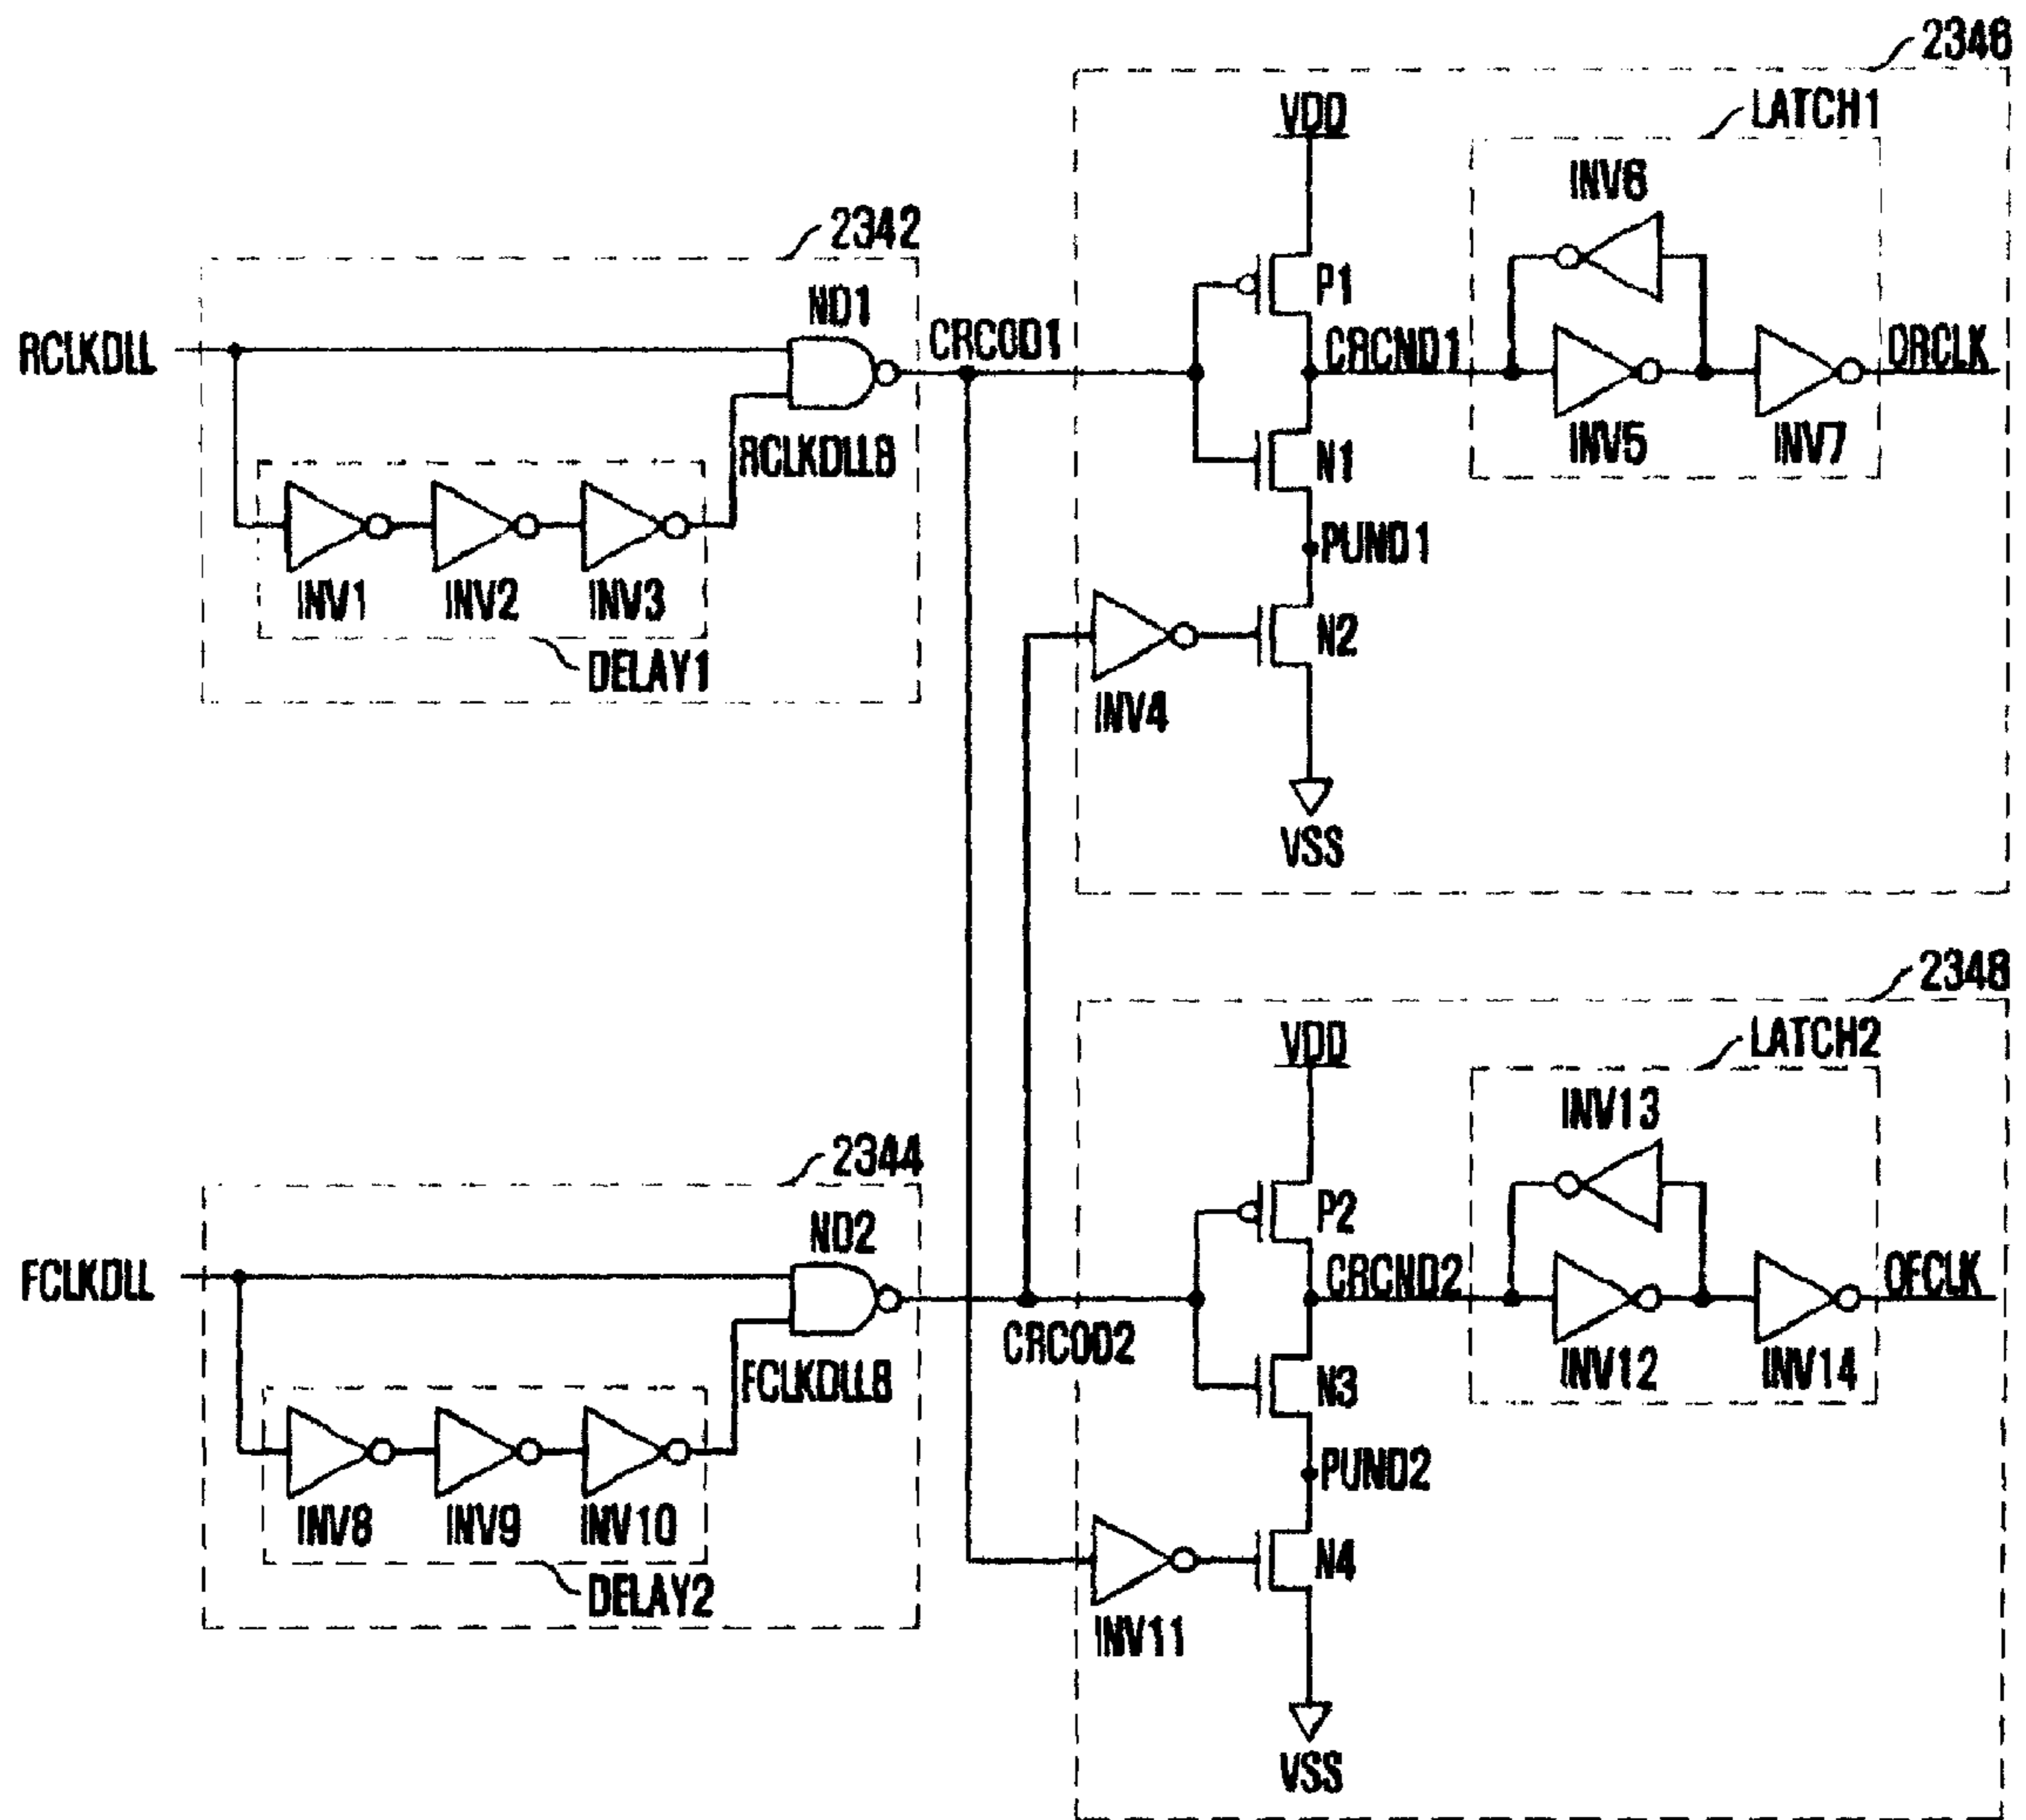 2346
VDD
LATCH1
INV6
2342
ND1
P1
RCLKDLL
CRCOD1
CRCND1
ORCLK
RCLKDLLB
N1
INV5
INV7
PUND1
INV1
INV2
INV3
N2
DELAY1
INV4
VSS
2348
VDD
LATCH2
INV13
2344
ND2
P2
FCLKDLL
CRCND2
OFCLK
CRCOD2
FCLKDLLB
N3
INV12
INV14
PUND2
INV8
INV9
INV10
N4
DELAY2
INV11
VSS